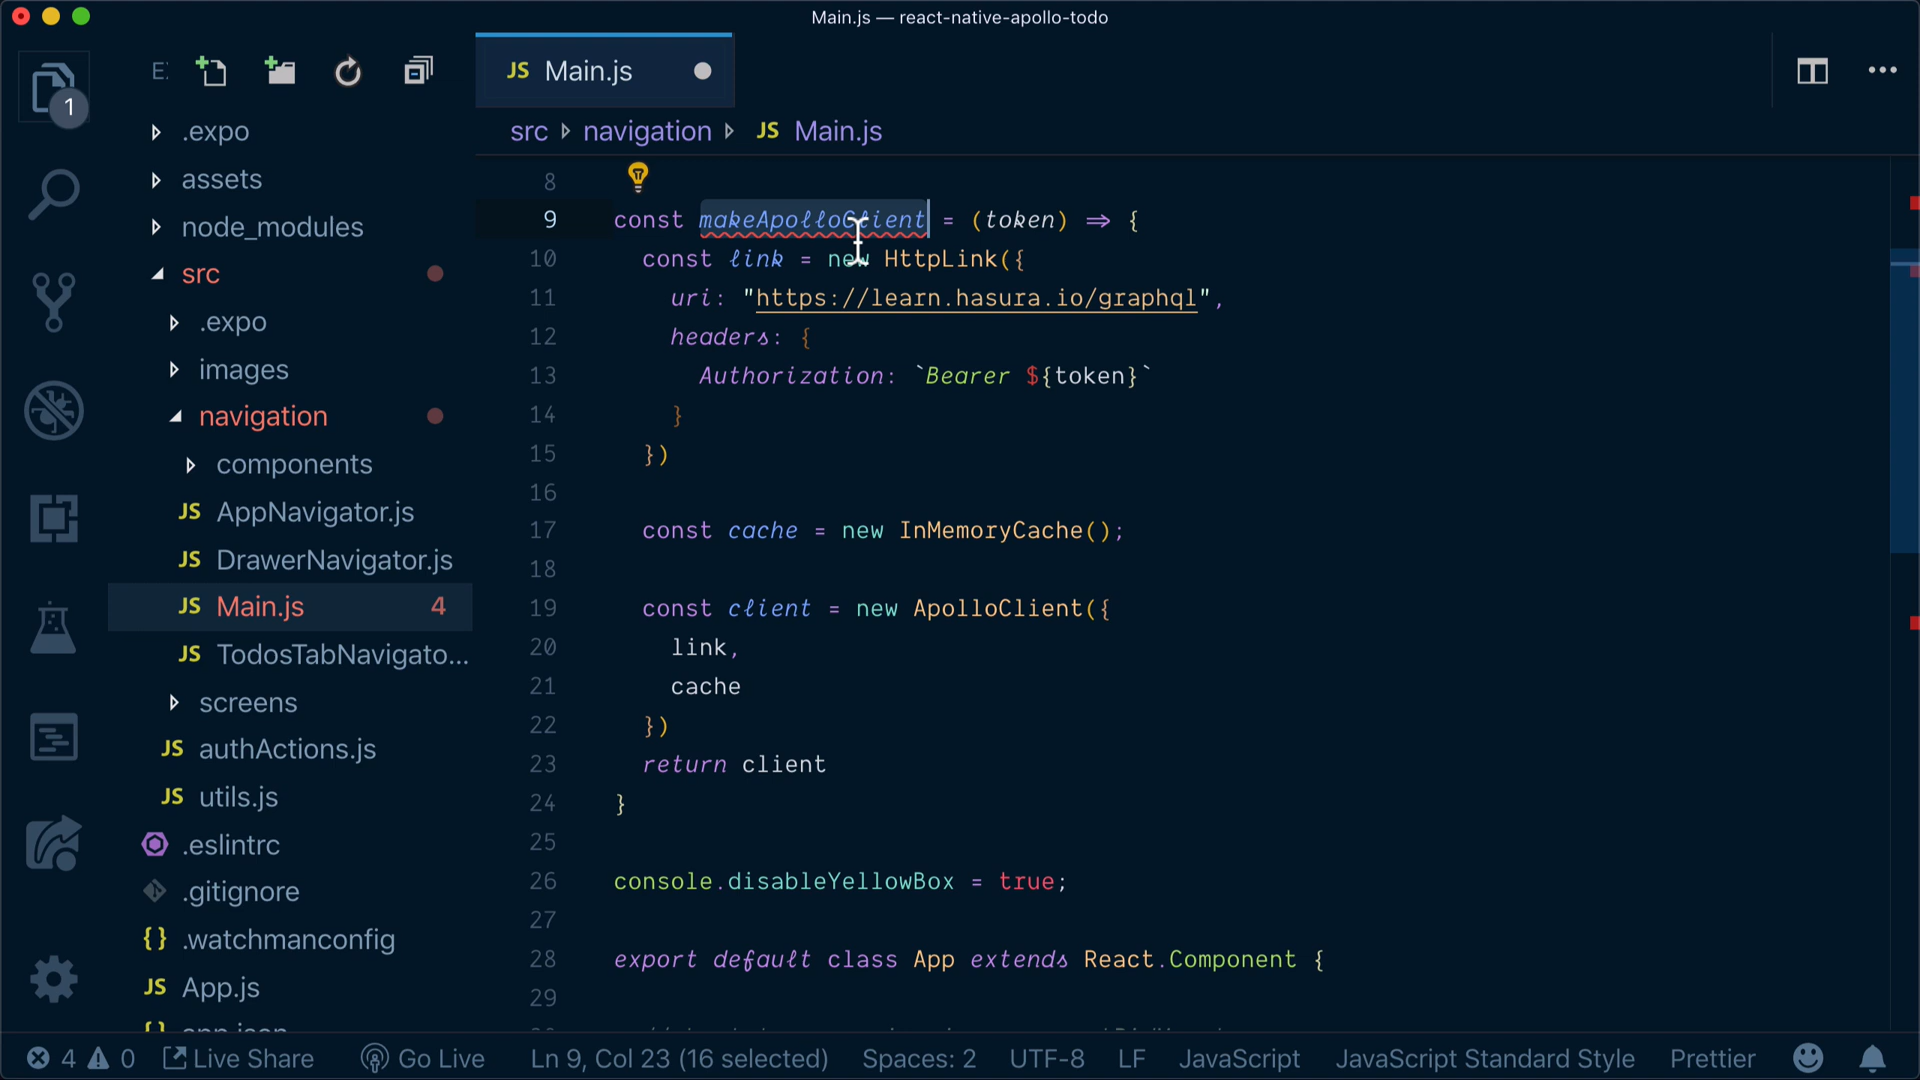 Main.js — react-native-apollo-todo
E:
JS Main.js
1
src navigation JS Main.js
.expo
assets
node_modules
src
.expo
images
navigation
components
JS AppNavigator.js
JS DrawerNavigator.js
JS Main.js 4
JS TodosTabNavigato...
screens
JS authActions.js
JS utils.js
.eslintrc
.gitignore
{} .watchmanconfig
JS App.js
{} app.json
8
9 const makeApolloClient = (token) => {
10 const link = new HttpLink({
11 uri: "https://learn.hasura.io/graphql",
12 headers: {
13 Authorization: `Bearer ${token}`
14 }
15 })
16
17 const cache = new InMemoryCache();
18
19 const client = new ApolloClient({
20 link,
21 cache
22 })
23 return client
24 }
25
26 console.disableYellowBox = true;
27
28 export default class App extends React.Component {
29
4 0 Live Share Go Live Ln 9, Col 23 (16 selected) Spaces: 2 UTF-8 LF JavaScript JavaScript Standard Style Prettier